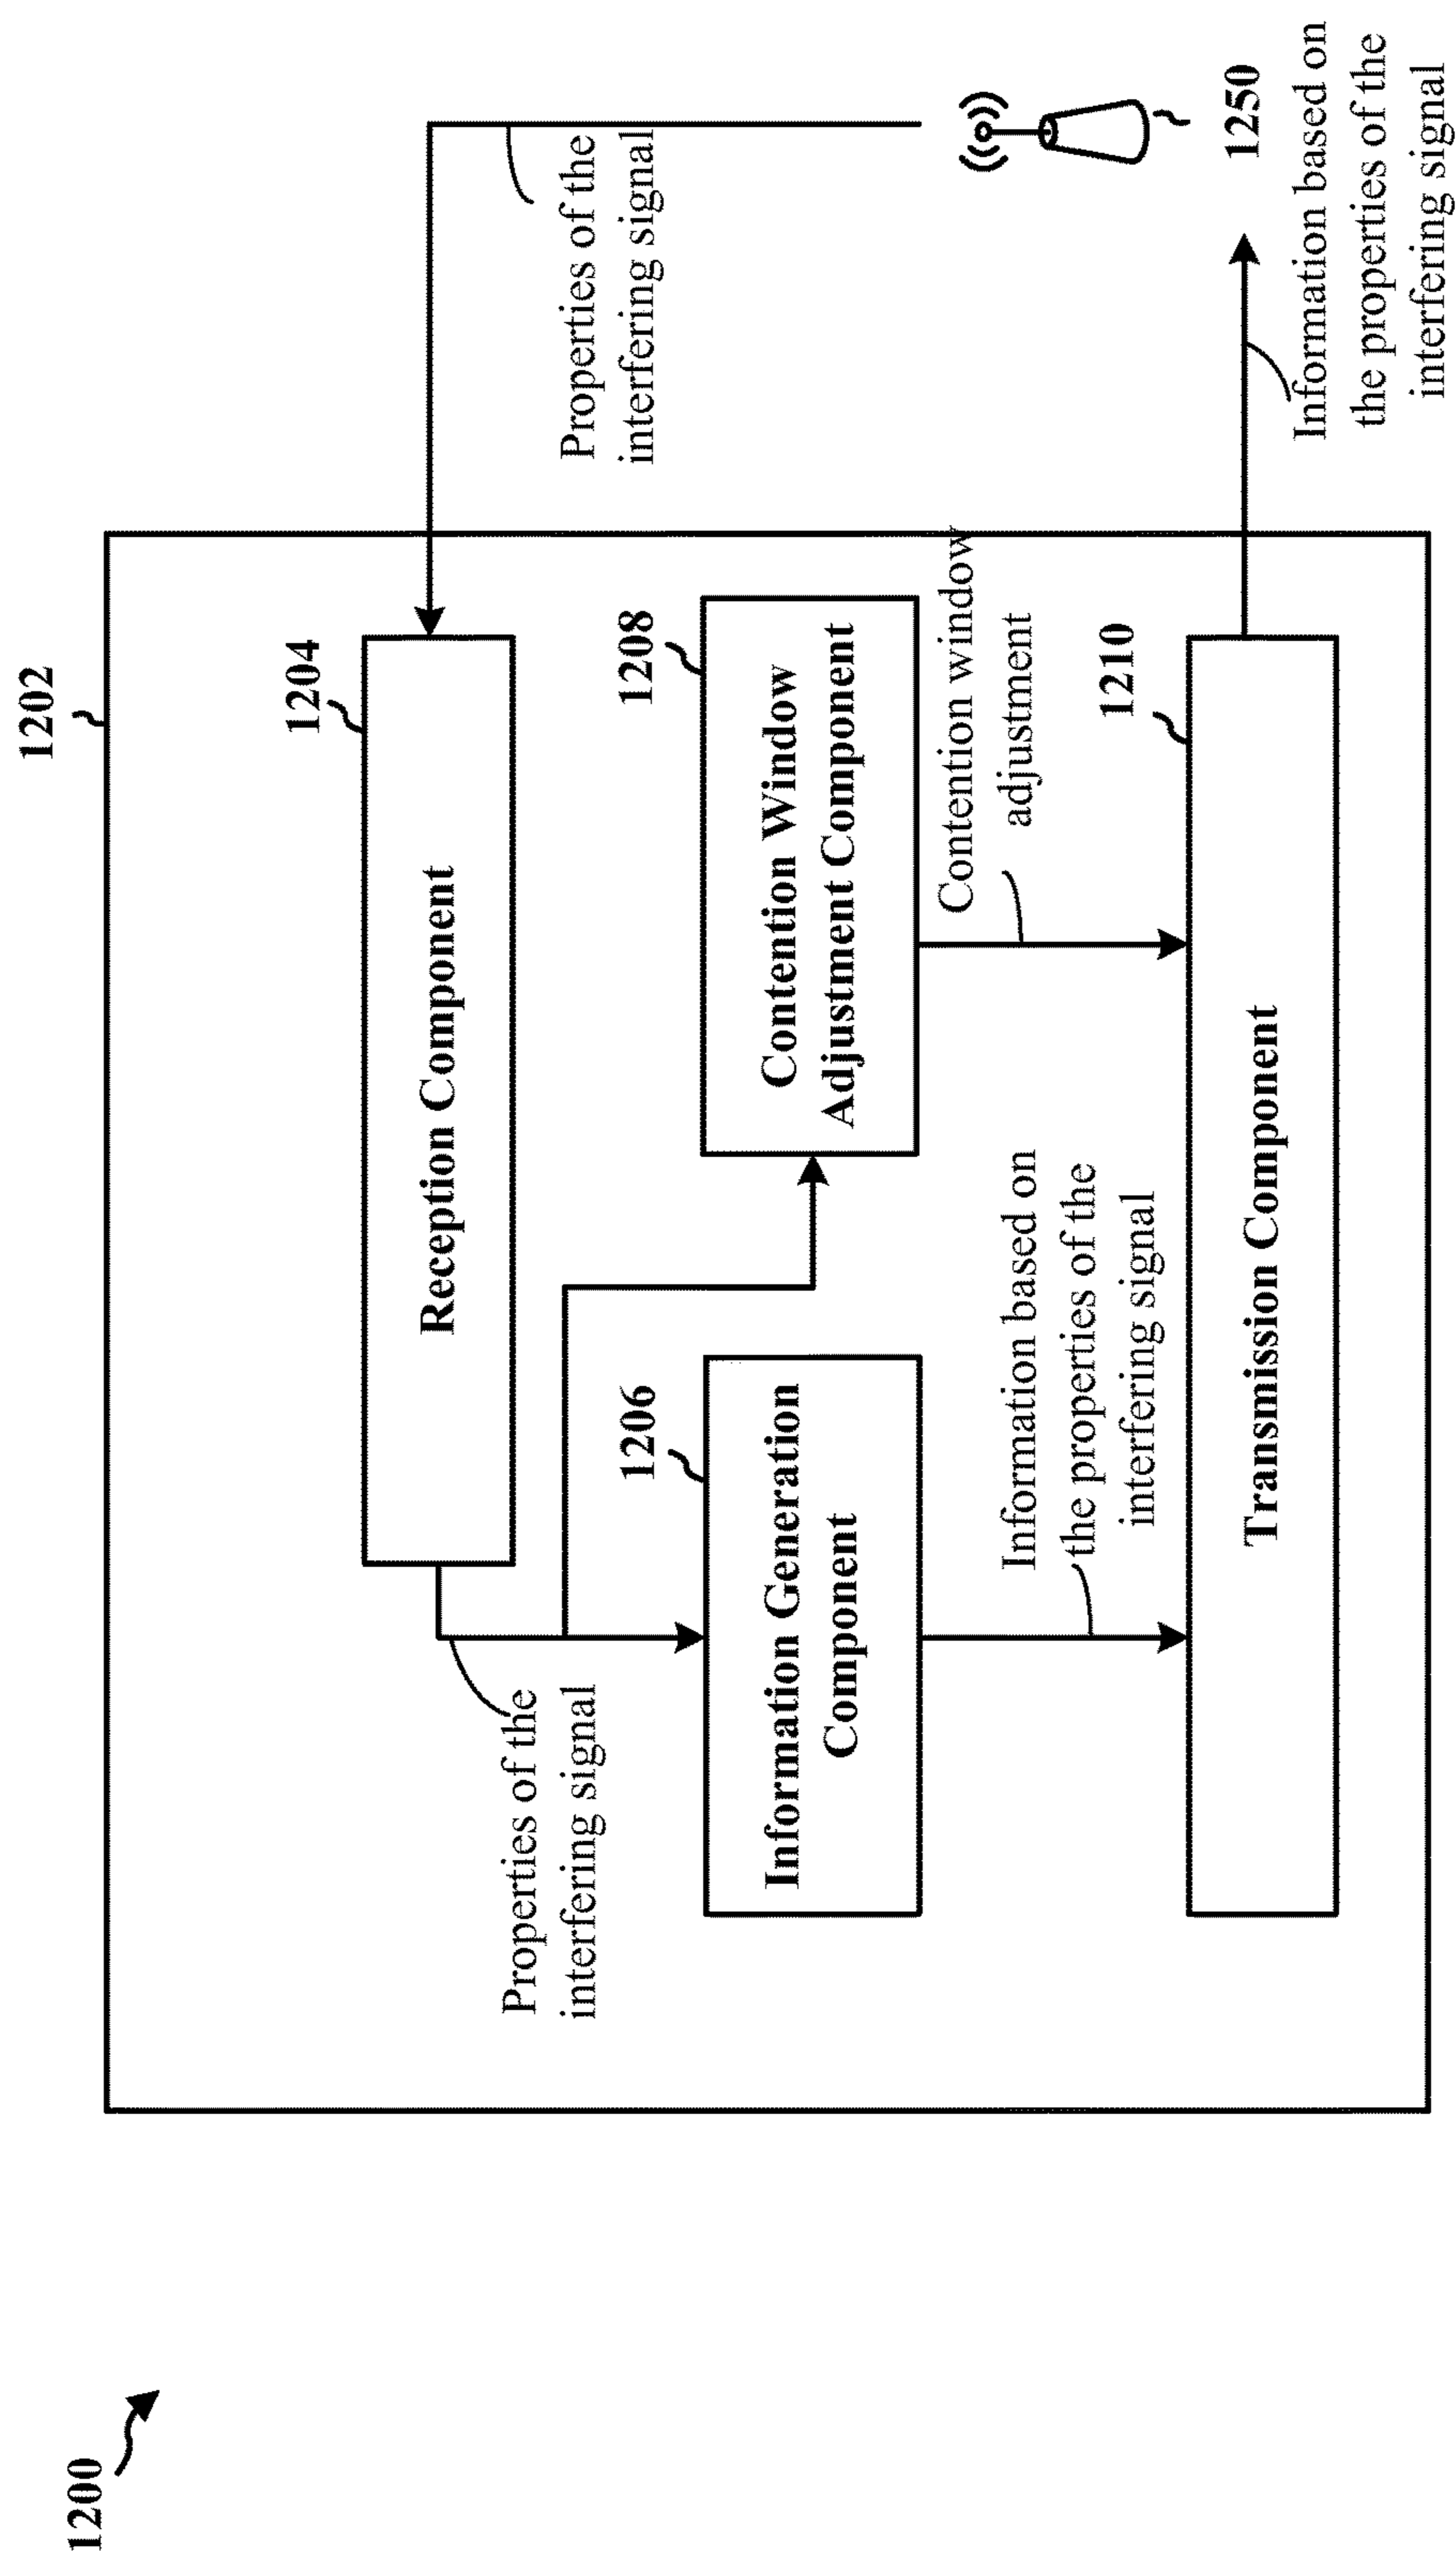 1200
1202
1204
Reception Component
Properties of the
interfering signal
Properties of the
interfering signal
1206
Information Generation
Component
1208
Contention Window
Adjustment Component
Contention window
adjustment
Information based on
the properties of the
interfering signal
1210
Transmission Component
1250
Information based on
the properties of the
interfering signal